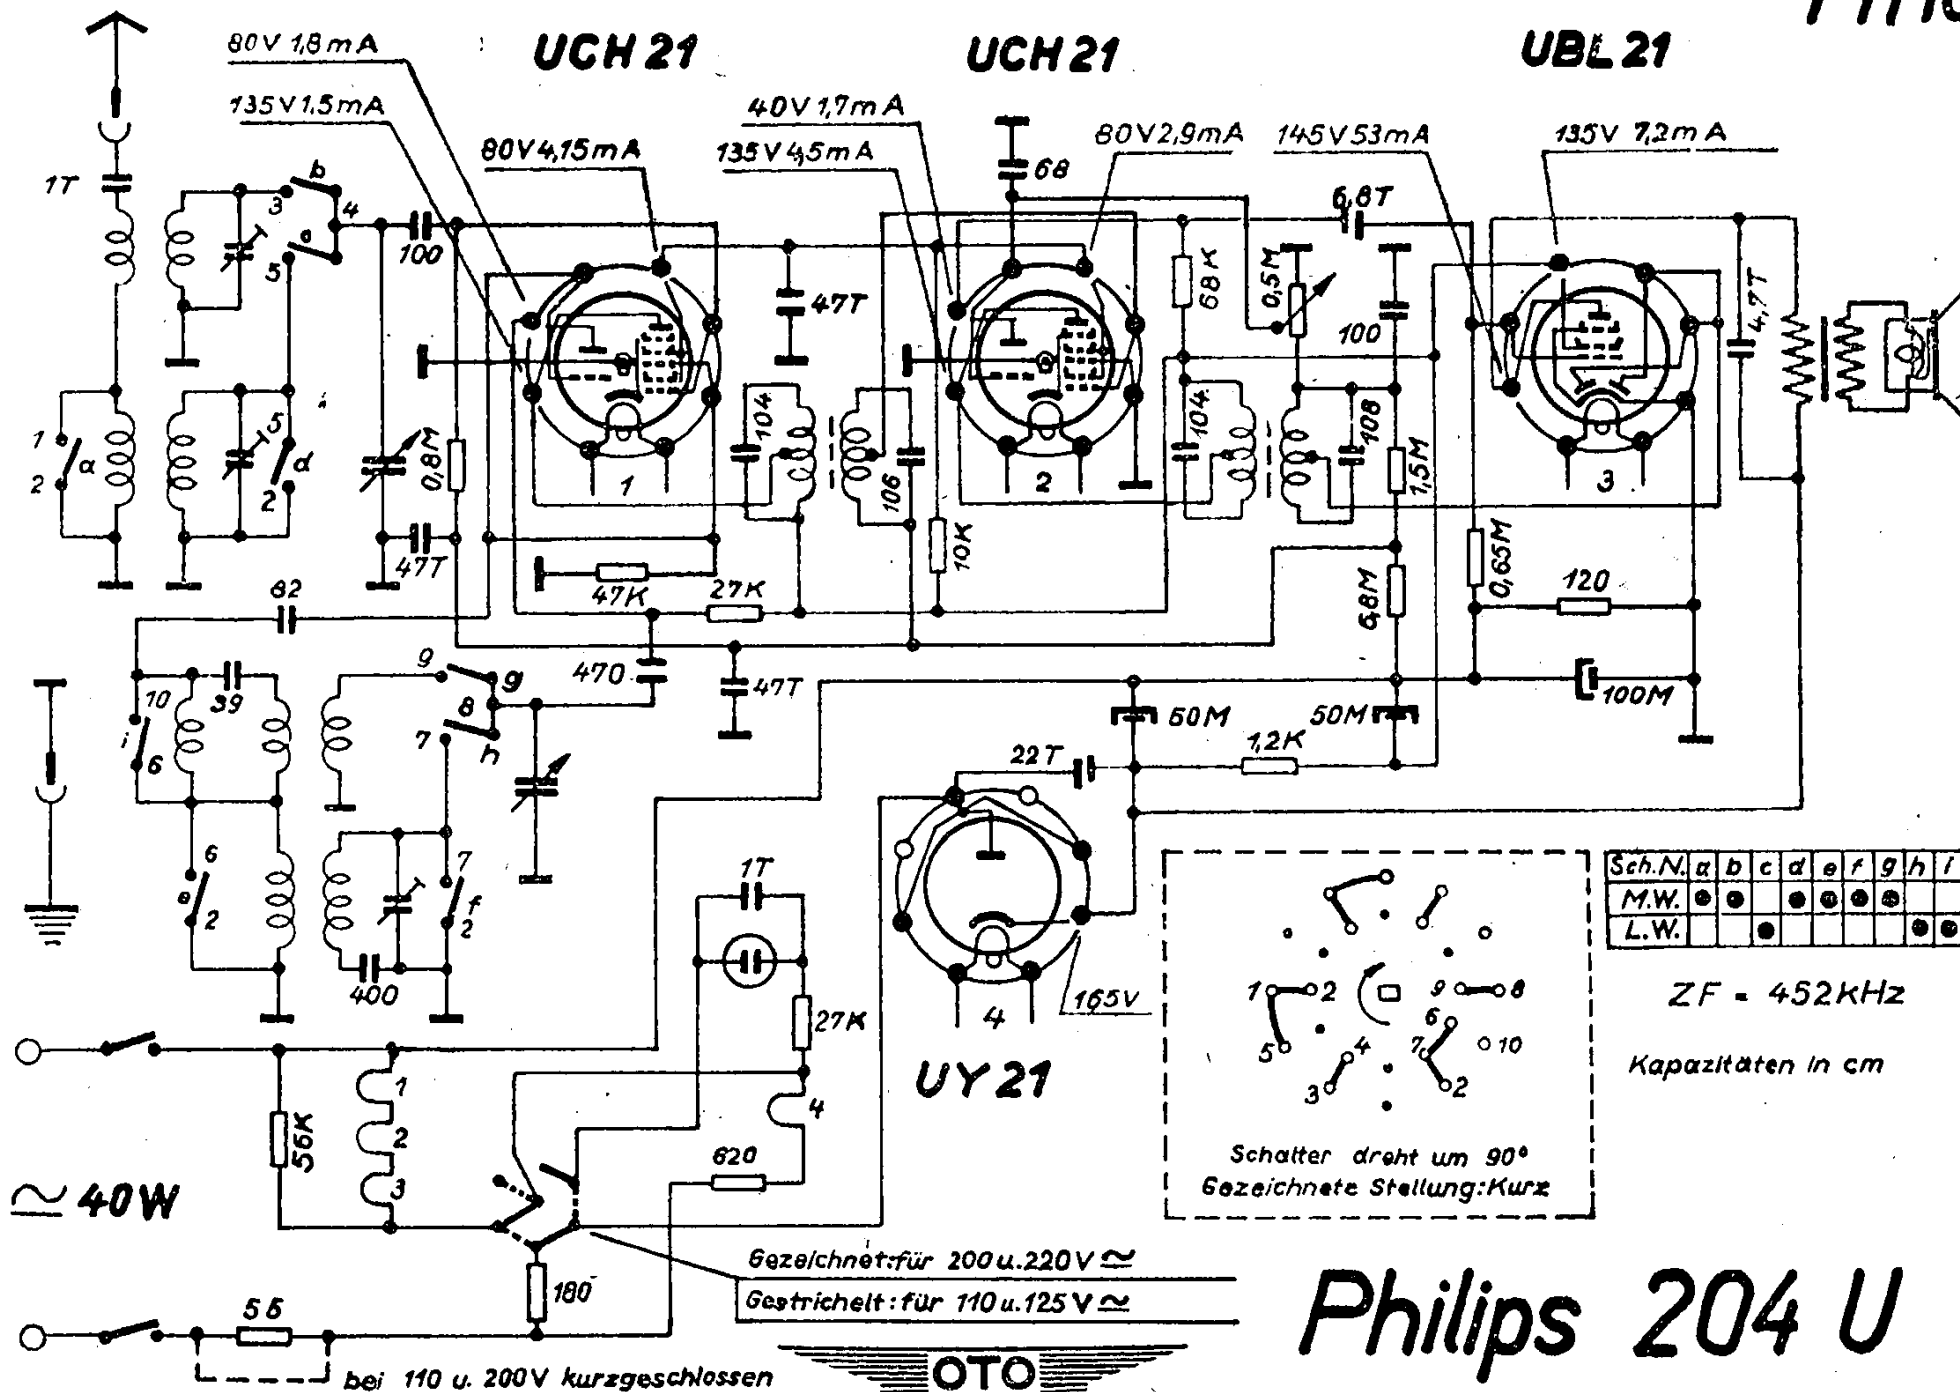 UCH 21
UCH 21
UBL 21
80V 1,8mA
135V 1,5mA
80V 4,15mA
40V 1,7mA
135V 4,5mA
80V 2,9mA
145V 53mA
135V 7,2mA
1T
b
3
4
c
5
100
47T
68
68K
0,5M
6,8T
100
4,7T
1
2
a
5
d
2
0,8M
47T
1
104
106
10K
2
104
108
1,5M
3
0,65M
120
82
47K
27K
6,8M
470
47T
50M
50M
100M
10
39
i
6
9
g
8
7
h
22T
1,2K
6
e
2
7
f
2
400
1T
27K
4
165V
UY 21
1
2
3
56K
4
620
180
≂ 40W
Sch.N. a b c d e f g h i
M.W.
L.W.
ZF = 452 kHz
Kapazitäten in cm
1 2
9 8
6
5
4
7
10
3
2
Schalter dreht um 90°
Gezeichnete Stellung: Kurz
Gezeichnet: für 200 u. 220 V ≂
Gestrichelt: für 110 u. 125 V ≂
bei 110 u. 200V kurzgeschlossen
OTO
Philips 204 U